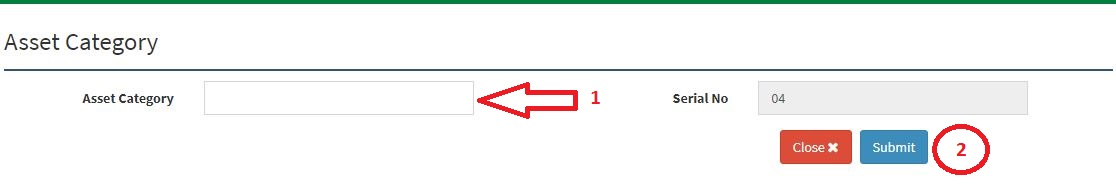 Asset Category
Asset Category 1 Serial No 04
Close ✖ Submit 2